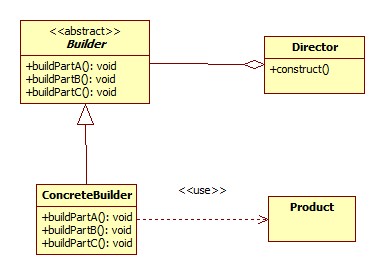 <<abstract>>
Builder
+buildPartA(): void
+buildPartB(): void
+buildPartC(): void
Director
+construct()
ConcreteBuilder
+buildPartA(): void
+buildPartB(): void
+buildPartC(): void
<<use>>
Product